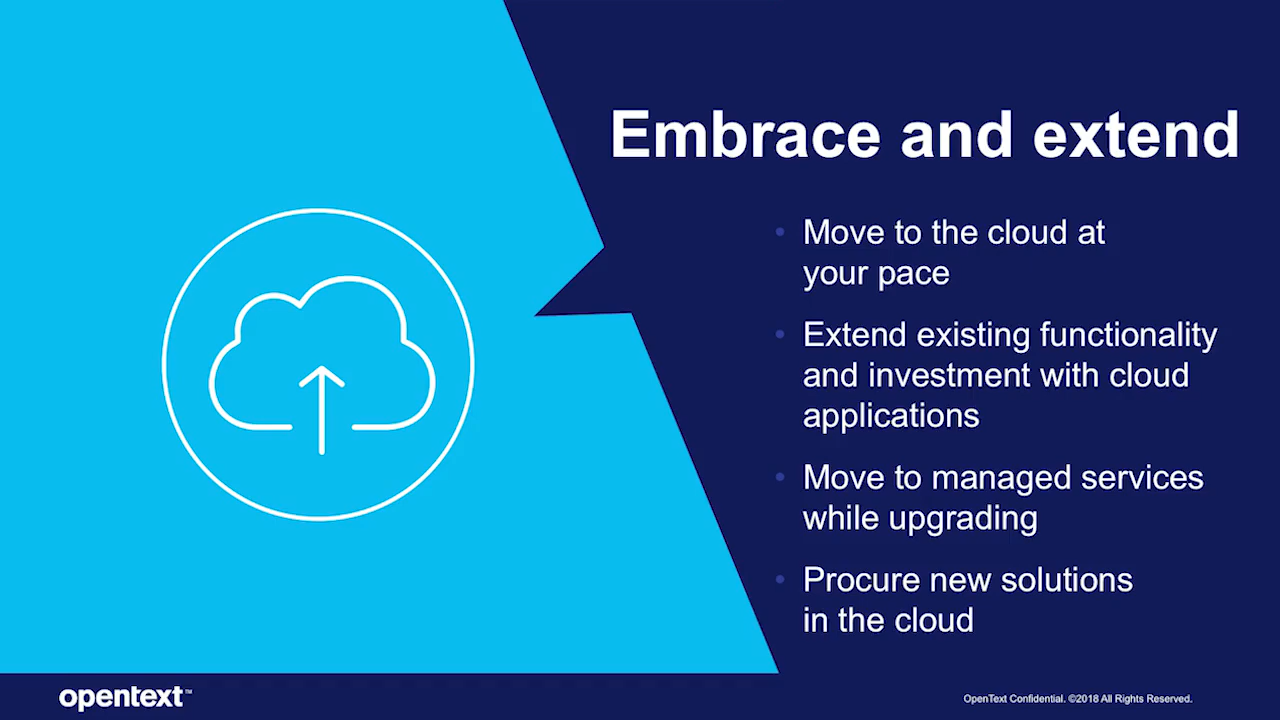 Embrace and extend
• Move to the cloud at
your pace
• Extend existing functionality
and investment with cloud
applications
• Move to managed services
while upgrading
• Procure new solutions
in the cloud
opentext™
OpenText Confidential. ©2018 All Rights Reserved.